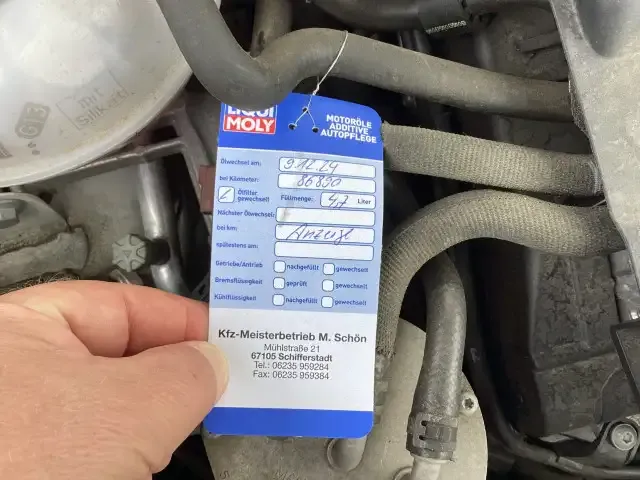 LIQUI
MOLY
MOTORÖLE
ADDITIVE
AUTOPFLEGE
Ölwechsel am: 9.12.24
bei Kilometer: 86890
Ölfilter gewechselt Füllmenge: 4,7 Liter
Nächster Ölwechsel:
bei km: Anzeige
spätestens am:
Getriebe/Antrieb nachgefüllt gewechselt
Bremsflüssigkeit geprüft gewechselt
Kühlflüssigkeit nachgefüllt gewechselt
Kfz-Meisterbetrieb M. Schön
Mühlstraße 21
67105 Schifferstadt
Tel.: 06235 959284
Fax: 06235 959384